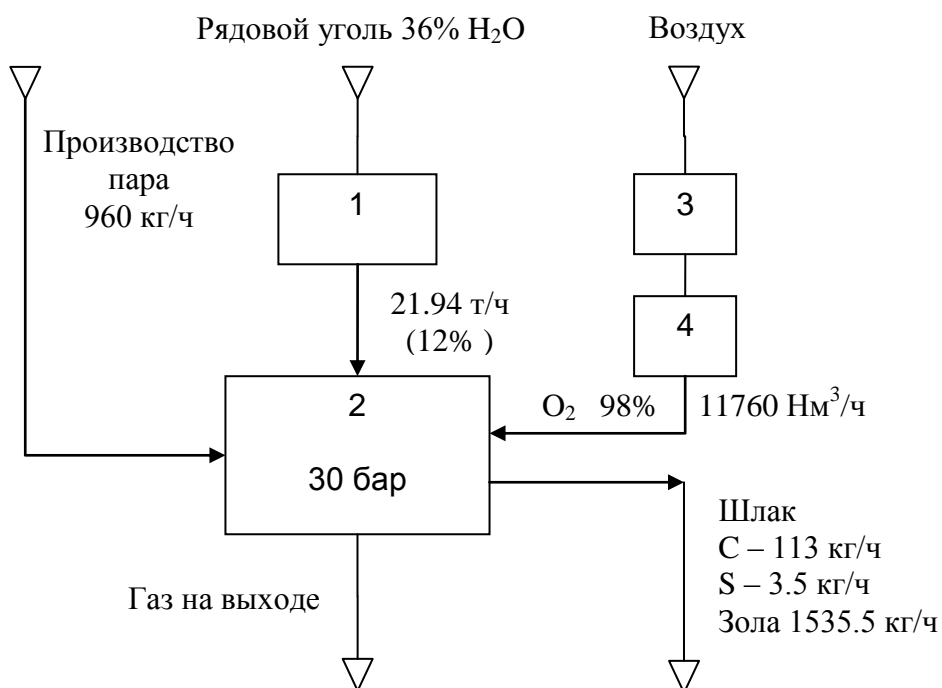 Рядовой уголь 36% H₂O
Воздух
Производство
пара
960 кг/ч
1
3
21.94 т/ч
(12% )
4
2
30 бар
O₂ 98%
11760 Нм³/ч
Шлак
С – 113 кг/ч
S – 3.5 кг/ч
Зола 1535.5 кг/ч
Газ на выходе